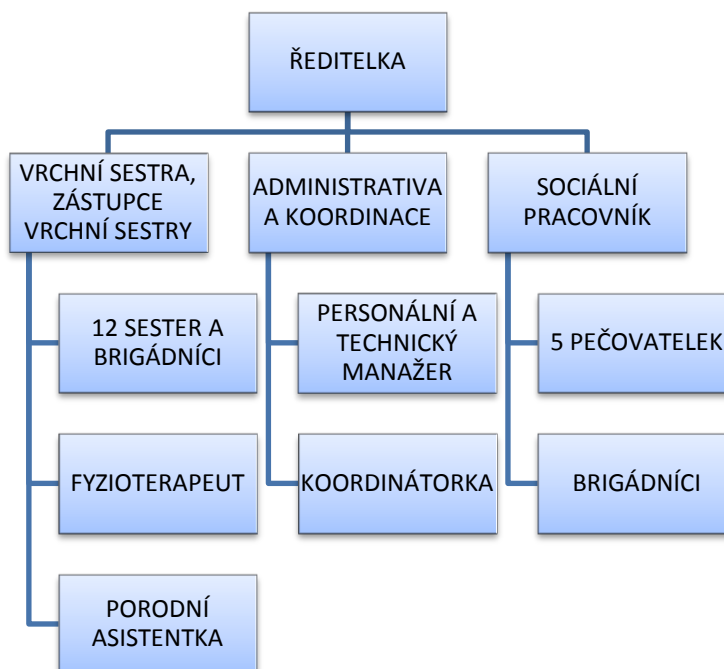 ŘEDITELKA
VRCHNÍ SESTRA,
ZÁSTUPCE
VRCHNÍ SESTRY
ADMINISTRATIVA
A KOORDINACE
SOCIÁLNÍ
PRACOVNÍK
12 SESTER A
BRIGÁDNÍCI
PERSONÁLNÍ A
TECHNICKÝ
MANAŽER
5 PEČOVATELEK
FYZIOTERAPEUT
KOORDINÁTORKA
BRIGÁDNÍCI
PORODNÍ
ASISTENTKA